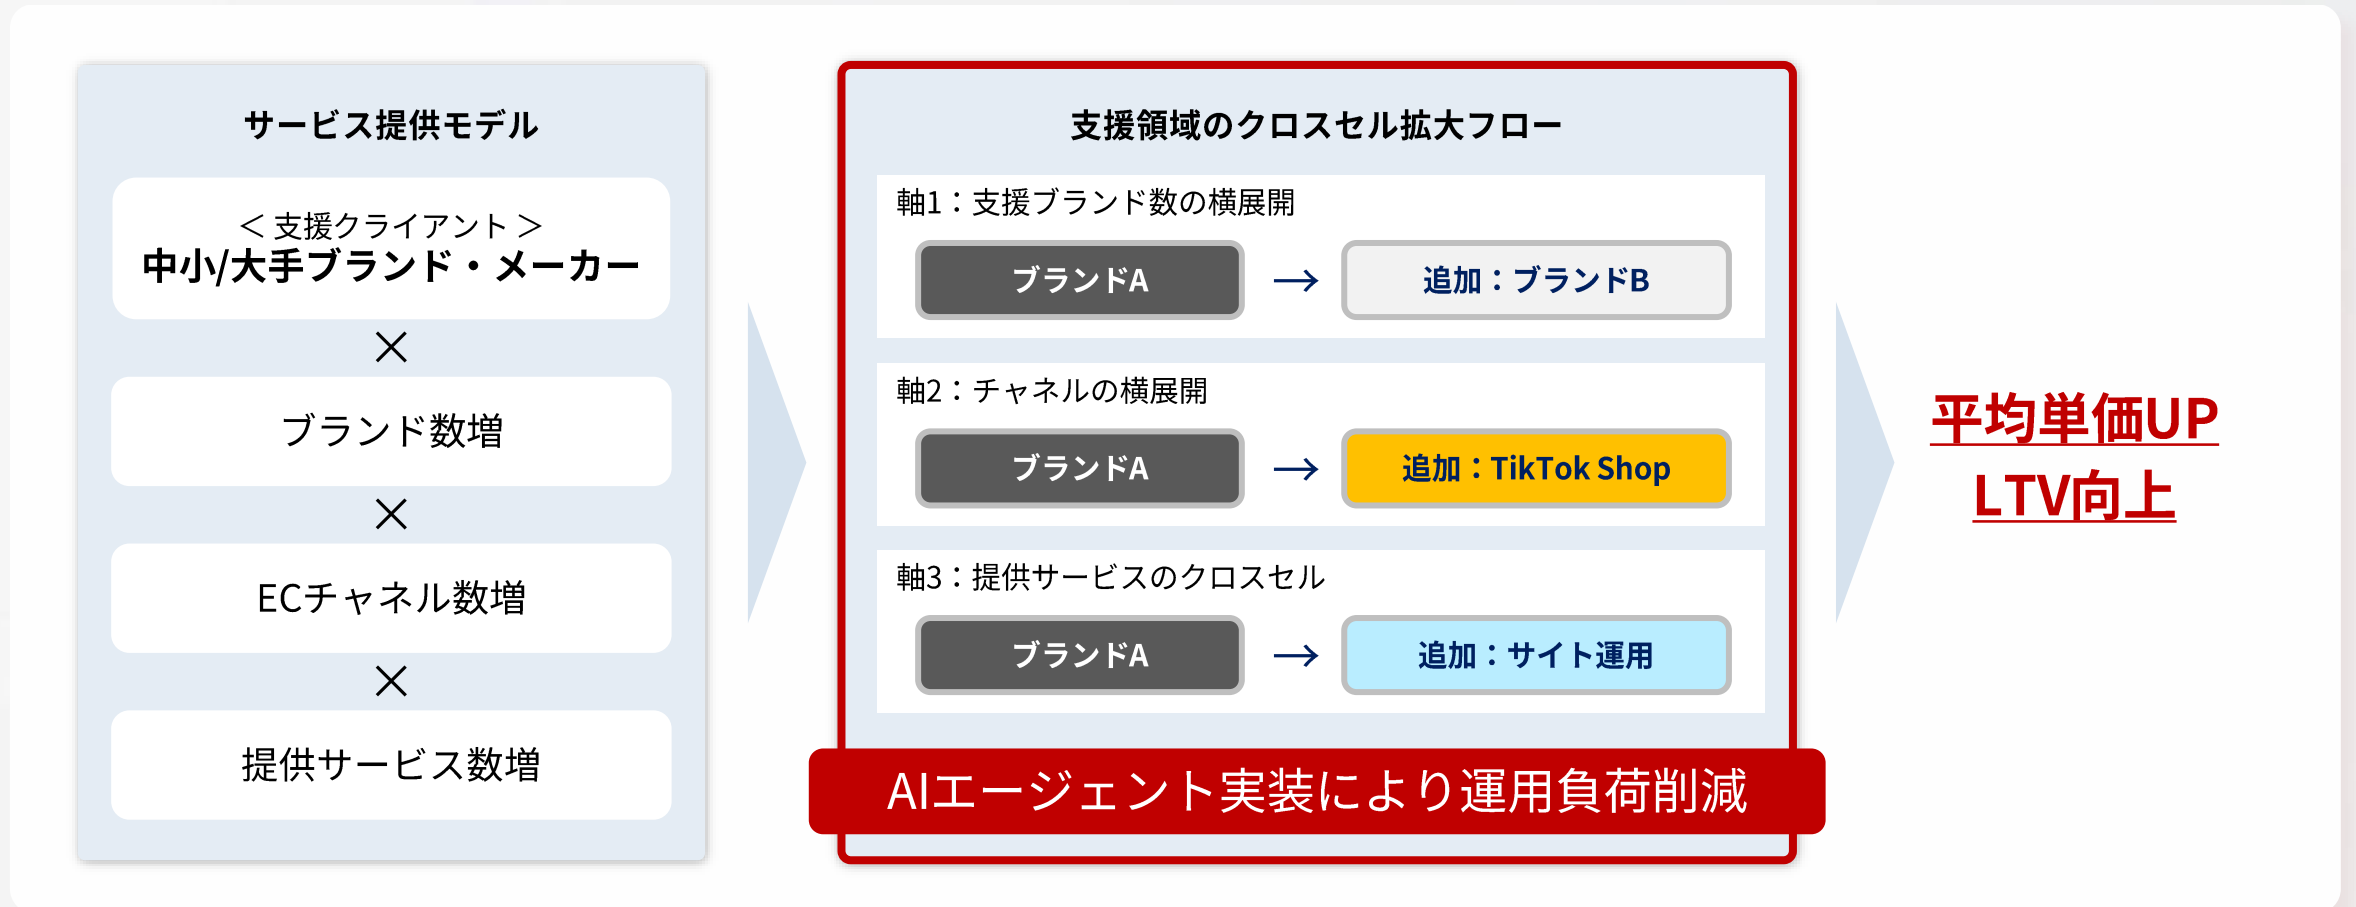 サービス提供モデル
＜ 支援クライアント ＞
中小/大手ブランド・メーカー
×
ブランド数増
×
ECチャネル数増
×
提供サービス数増
支援領域のクロスセル拡大フロー
軸1：支援ブランド数の横展開
ブランドA → 追加：ブランドB
軸2：チャネルの横展開
ブランドA → 追加：TikTok Shop
軸3：提供サービスのクロスセル
ブランドA → 追加：サイト運用
AIエージェント実装により運用負荷削減
平均単価UP
LTV向上